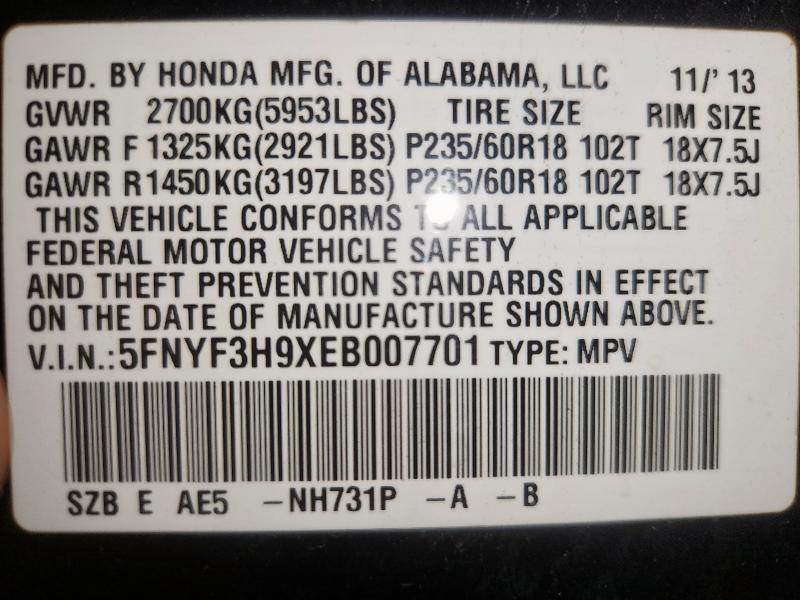 MFD. BY HONDA MFG. OF ALABAMA, LLC 11/' 13
GVWR 2700KG(5953LBS) TIRE SIZE RIM SIZE
GAWR F 1325KG(2921LBS) P235/60R18 102T 18X7.5J
GAWR R1450KG(3197LBS) P235/60R18 102T 18X7.5J
THIS VEHICLE CONFORMS TO ALL APPLICABLE
FEDERAL MOTOR VEHICLE SAFETY
AND THEFT PREVENTION STANDARDS IN EFFECT
ON THE DATE OF MANUFACTURE SHOWN ABOVE.
V.I.N.:5FNYF3H9XEB007701 TYPE: MPV
SZB E AE5 -NH731P -A -B